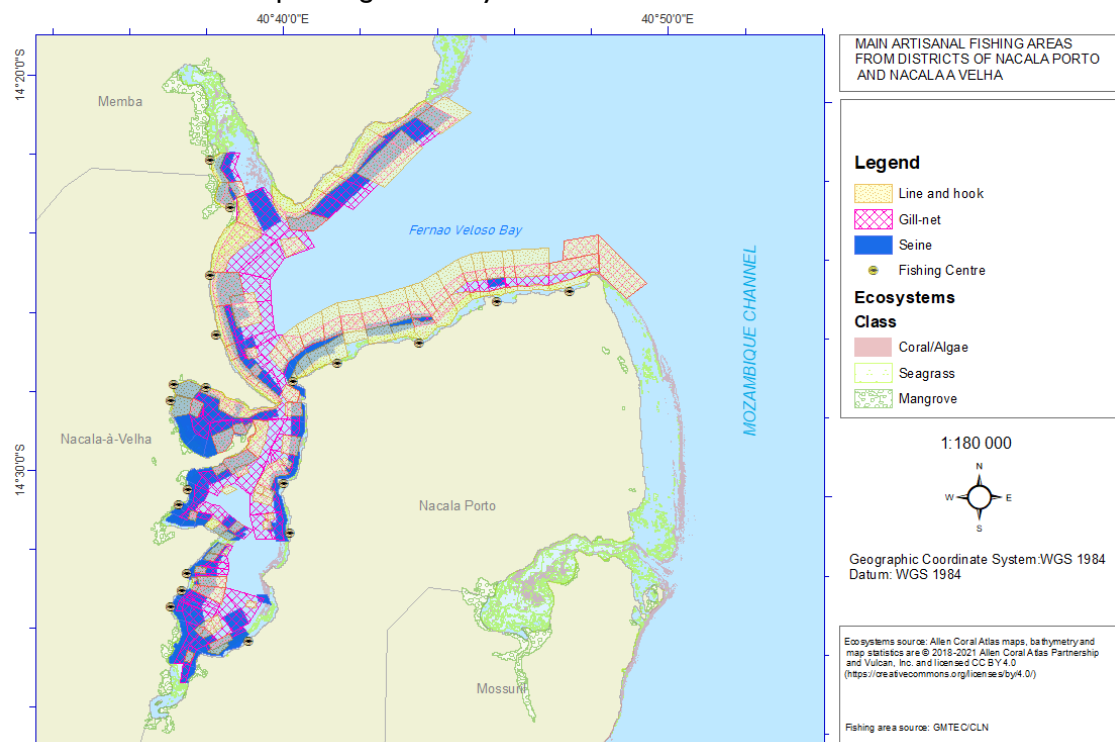 40°40'0"E
40°50'0"E
14°20'0"S
14°30'0"S
Memba
Fernao Veloso Bay
MOZAMBIQUE CHANNEL
Nacala-à-Velha
Nacala Porto
Mossuril
MAIN ARTISANAL FISHING AREAS
FROM DISTRICTS OF NACALA PORTO
AND NACALA A VELHA
Legend
Line and hook
Gill-net
Seine
Fishing Centre
Ecosystems
Class
Coral/Algae
Seagrass
Mangrove
1:180 000
N
W
E
S
Geographic Coordinate System:WGS 1984
Datum: WGS 1984
Ecosystems source: Allen Coral Atlas maps, bathymetry and
map statistics are © 2018-2021 Allen Coral Atlas Partnership
and Vulcan, Inc. and licensed CC BY 4.0
(https://creativecommons.org/licenses/by/4.0/)
Fishing area source: GMTEC/CLN